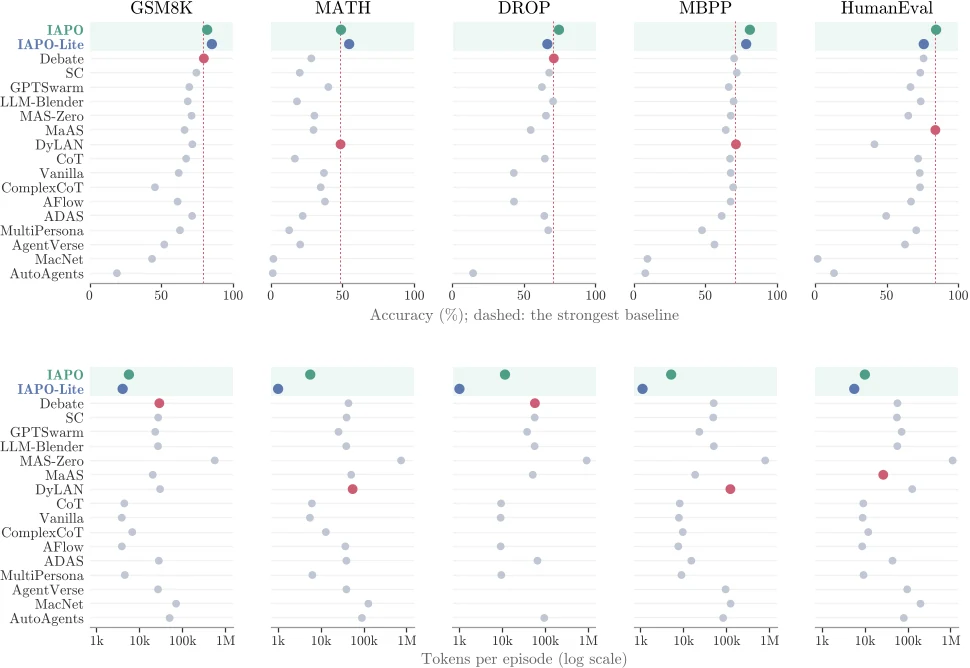 GSM8K MATH DROP MBPP HumanEval
IAPO
IAPO-Lite
Debate
SC
GPTSwarm
LLM-Blender
MAS-Zero
MaAS
DyLAN
CoT
Vanilla
ComplexCoT
AFlow
ADAS
MultiPersona
AgentVerse
MacNet
AutoAgents
0 50 100 0 50 100 0 50 100 0 50 100 0 50 100
Accuracy (%); dashed: the strongest baseline
IAPO
IAPO-Lite
Debate
SC
GPTSwarm
LLM-Blender
MAS-Zero
MaAS
DyLAN
CoT
Vanilla
ComplexCoT
AFlow
ADAS
MultiPersona
AgentVerse
MacNet
AutoAgents
1k 10k 100k 1M 1k 10k 100k 1M 1k 10k 100k 1M 1k 10k 100k 1M 1k 10k 100k 1M
Tokens per episode (log scale)